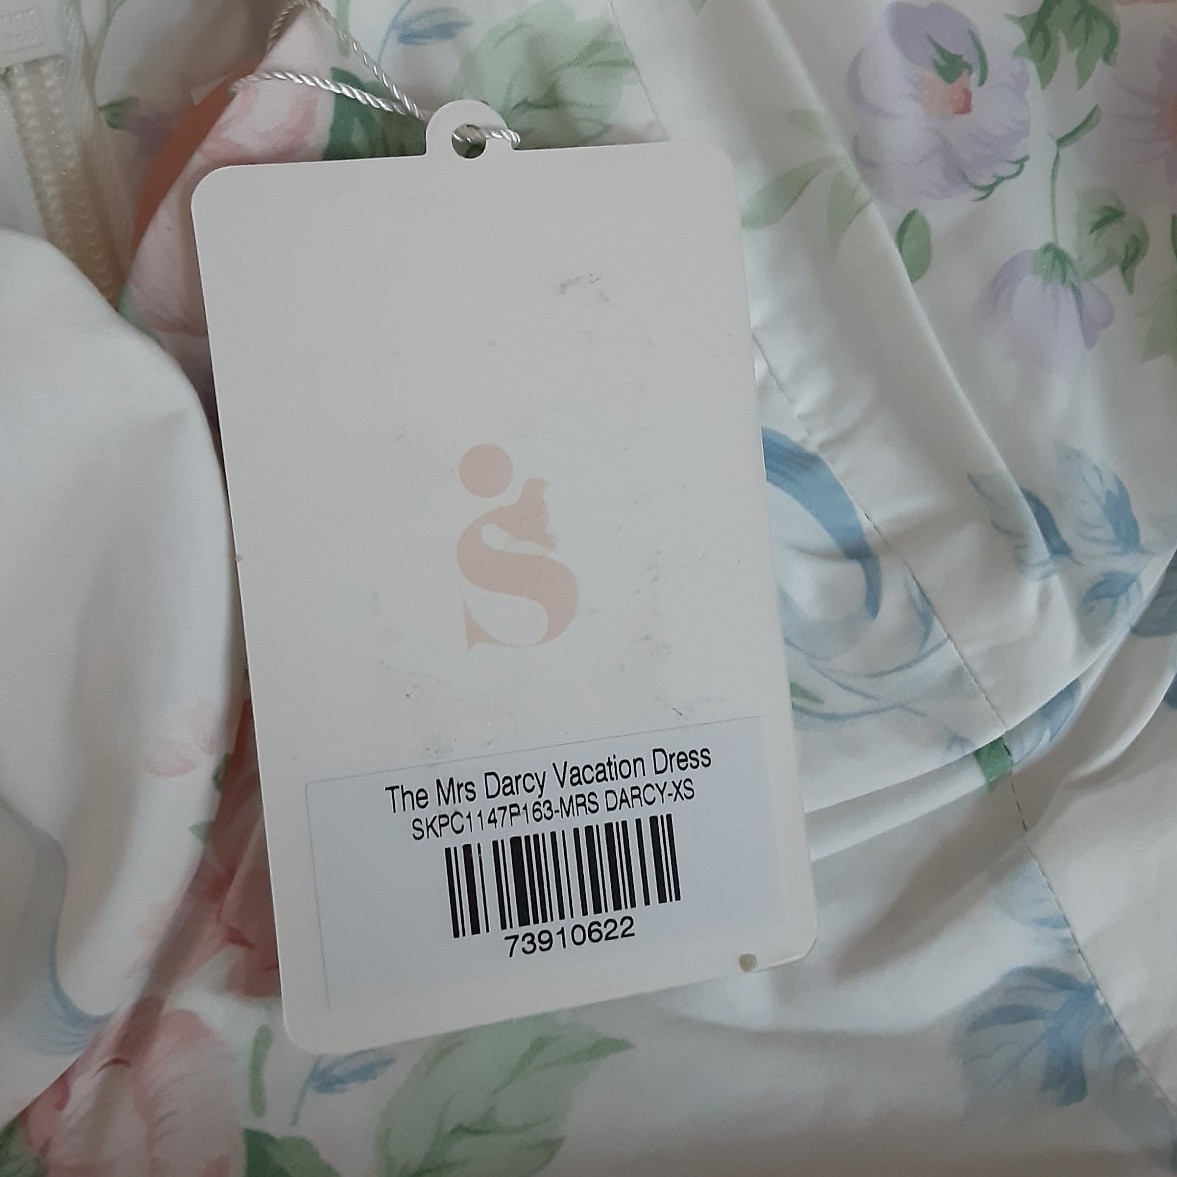 S
The Mrs Darcy Vacation Dress
SKPC1147P163-MRS DARCY-XS
73910622